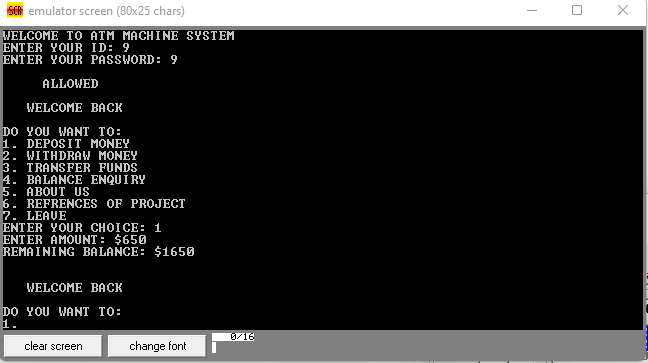 emulator screen (80x25 chars)
WELCOME TO ATM MACHINE SYSTEM
ENTER YOUR ID: 9
ENTER YOUR PASSWORD: 9
ALLOWED
WELCOME BACK
DO YOU WANT TO:
1. DEPOSIT MONEY
2. WITHDRAW MONEY
3. TRANSFER FUNDS
4. BALANCE ENQUIRY
5. ABOUT US
6. REFRENCES OF PROJECT
7. LEAVE
ENTER YOUR CHOICE: 1
ENTER AMOUNT: $650
REMAINING BALANCE: $1650
WELCOME BACK
DO YOU WANT TO:
1.
clear screen
change font
0/16